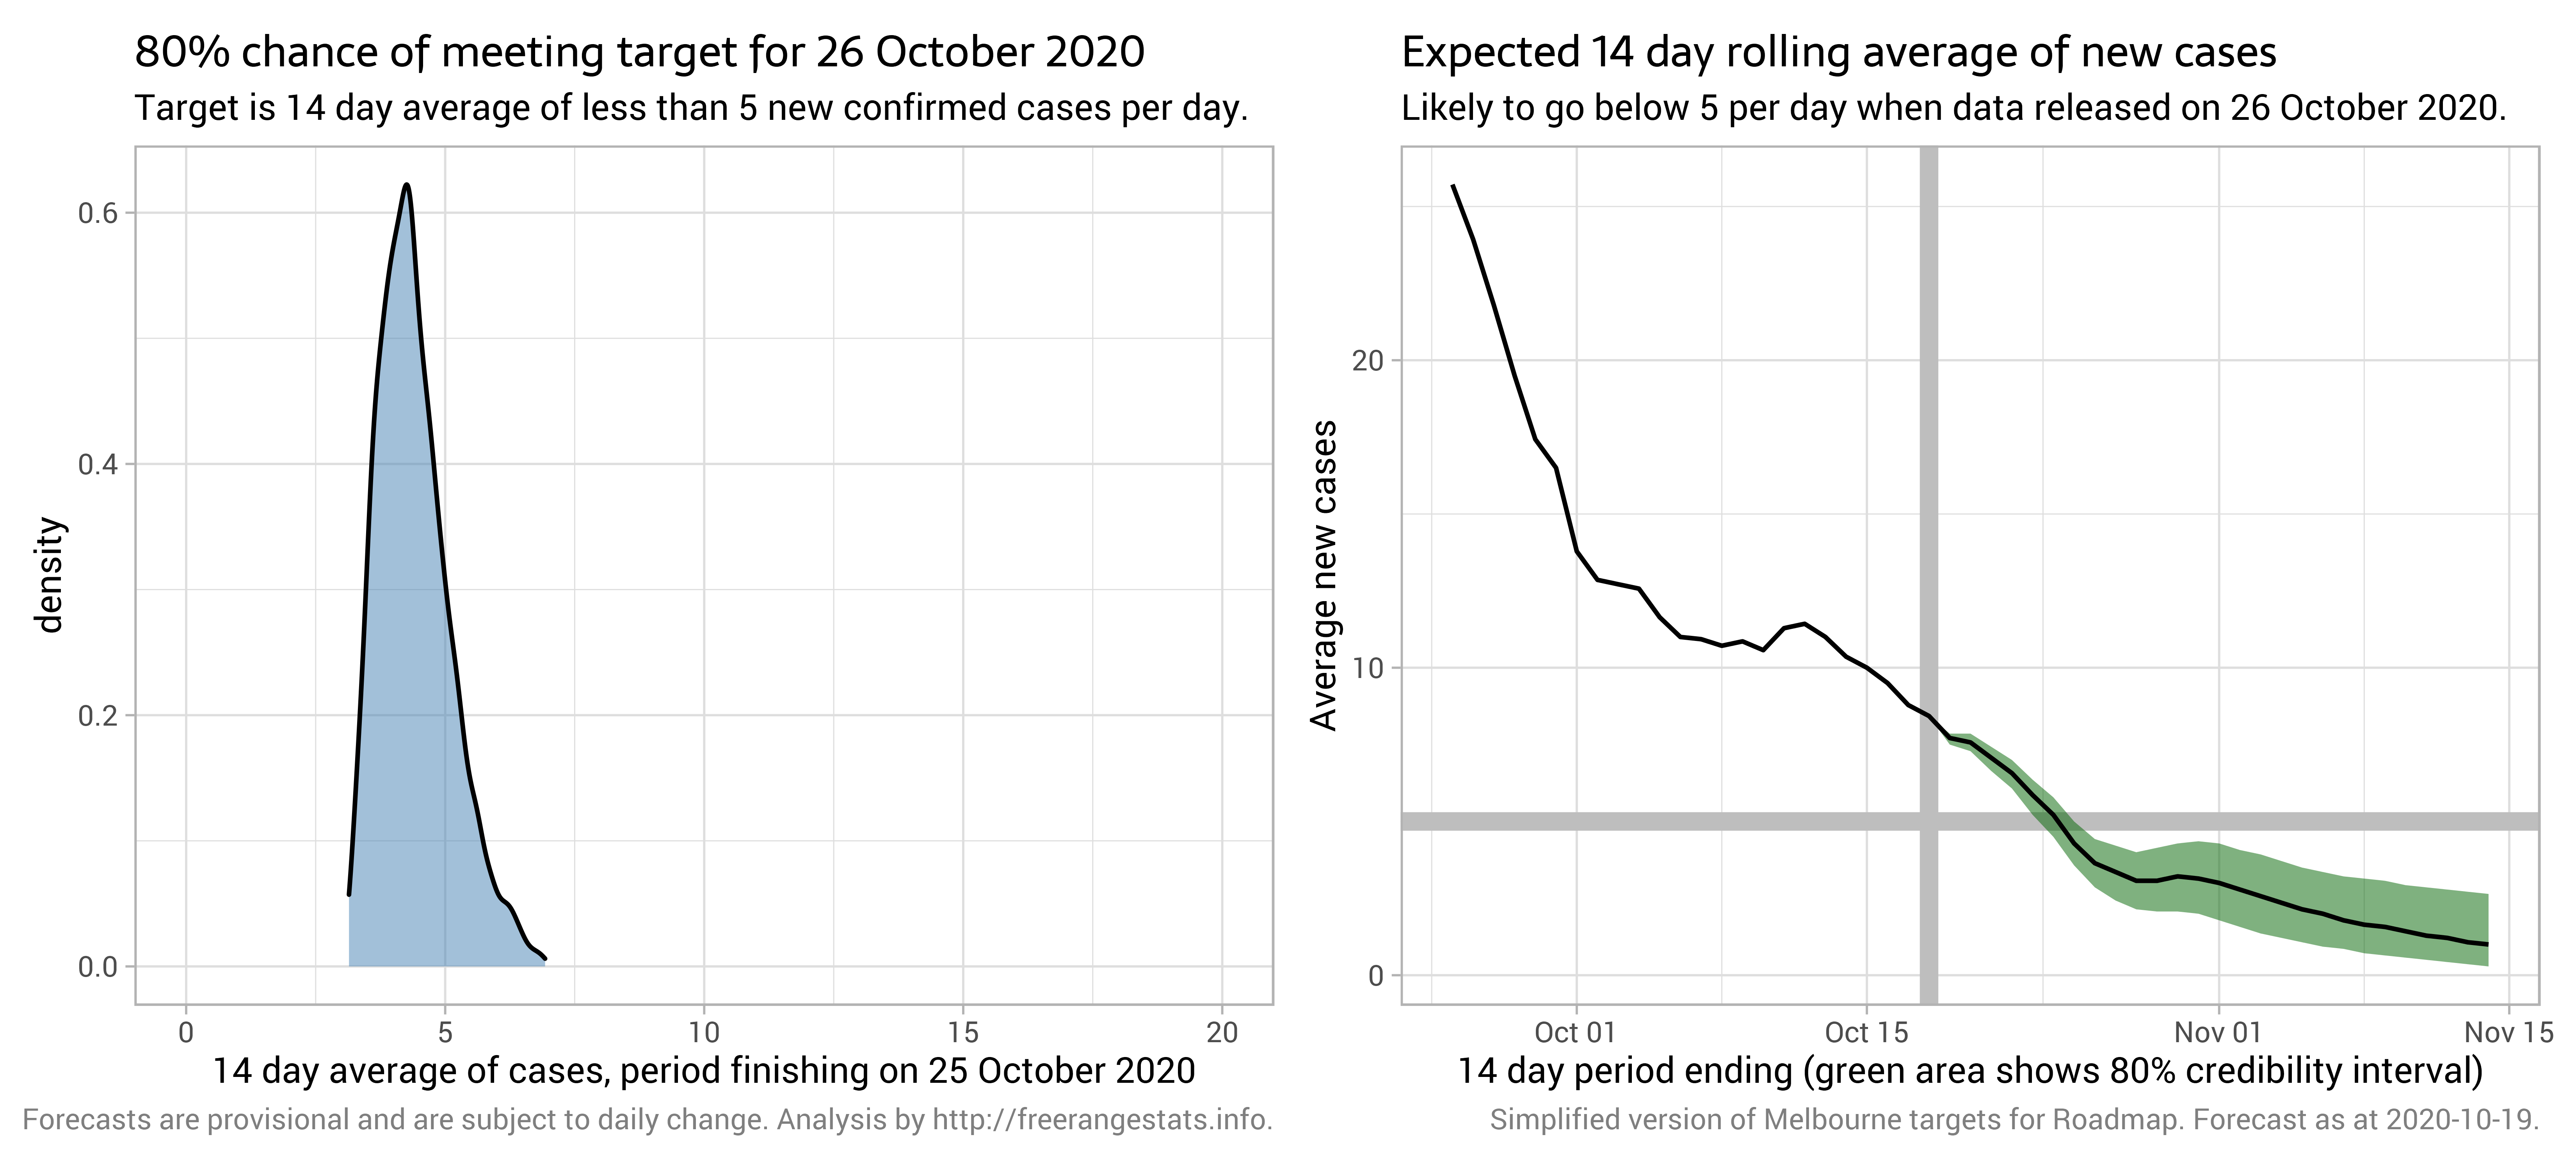 80% chance of meeting target for 26 October 2020
Target is 14 day average of less than 5 new confirmed cases per day.
density
0.6
0.4
0.2
0.0
0
5
10
15
20
14 day average of cases, period finishing on 25 October 2020
Forecasts are provisional and are subject to daily change. Analysis by http://freerangestats.info.
Expected 14 day rolling average of new cases
Likely to go below 5 per day when data released on 26 October 2020.
Average new cases
20
10
0
Oct 01
Oct 15
Nov 01
Nov 15
14 day period ending (green area shows 80% credibility interval)
Simplified version of Melbourne targets for Roadmap. Forecast as at 2020-10-19.